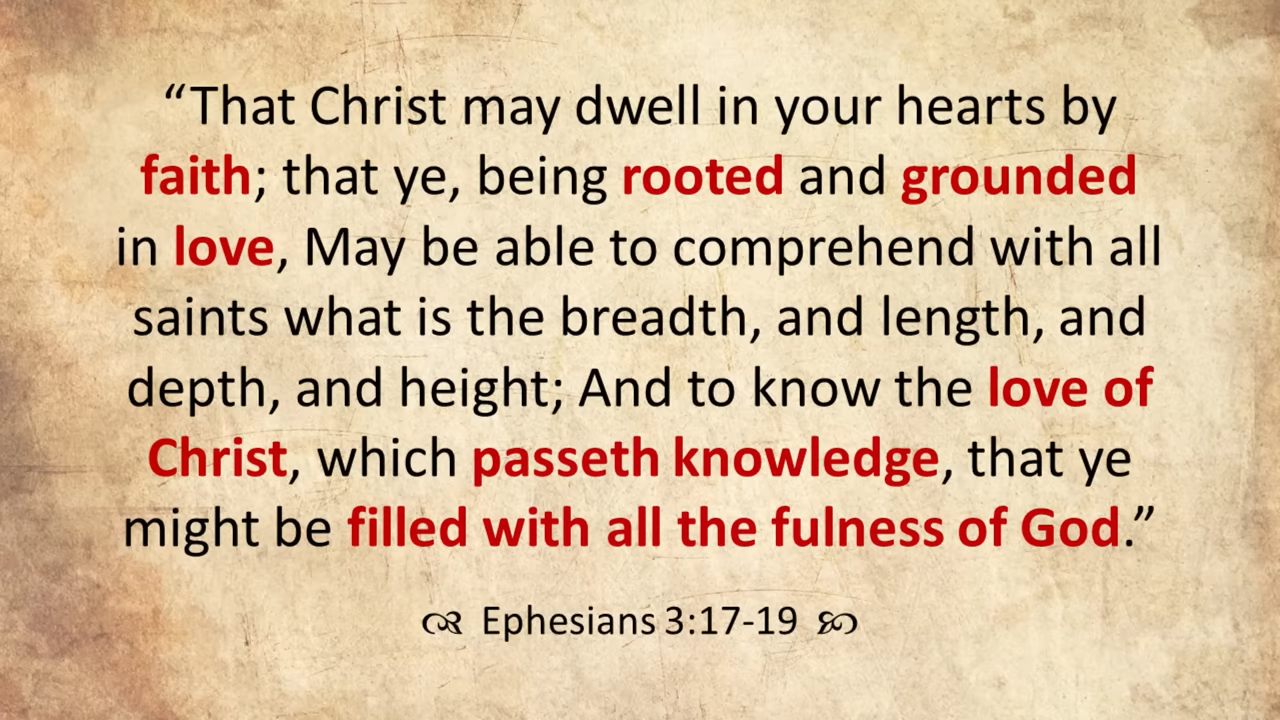 “That Christ may dwell in your hearts by
faith; that ye, being rooted and grounded
in love, May be able to comprehend with all
saints what is the breadth, and length, and
depth, and height; And to know the love of
Christ, which passeth knowledge, that ye
might be filled with all the fulness of God.”
Ephesians 3:17-19